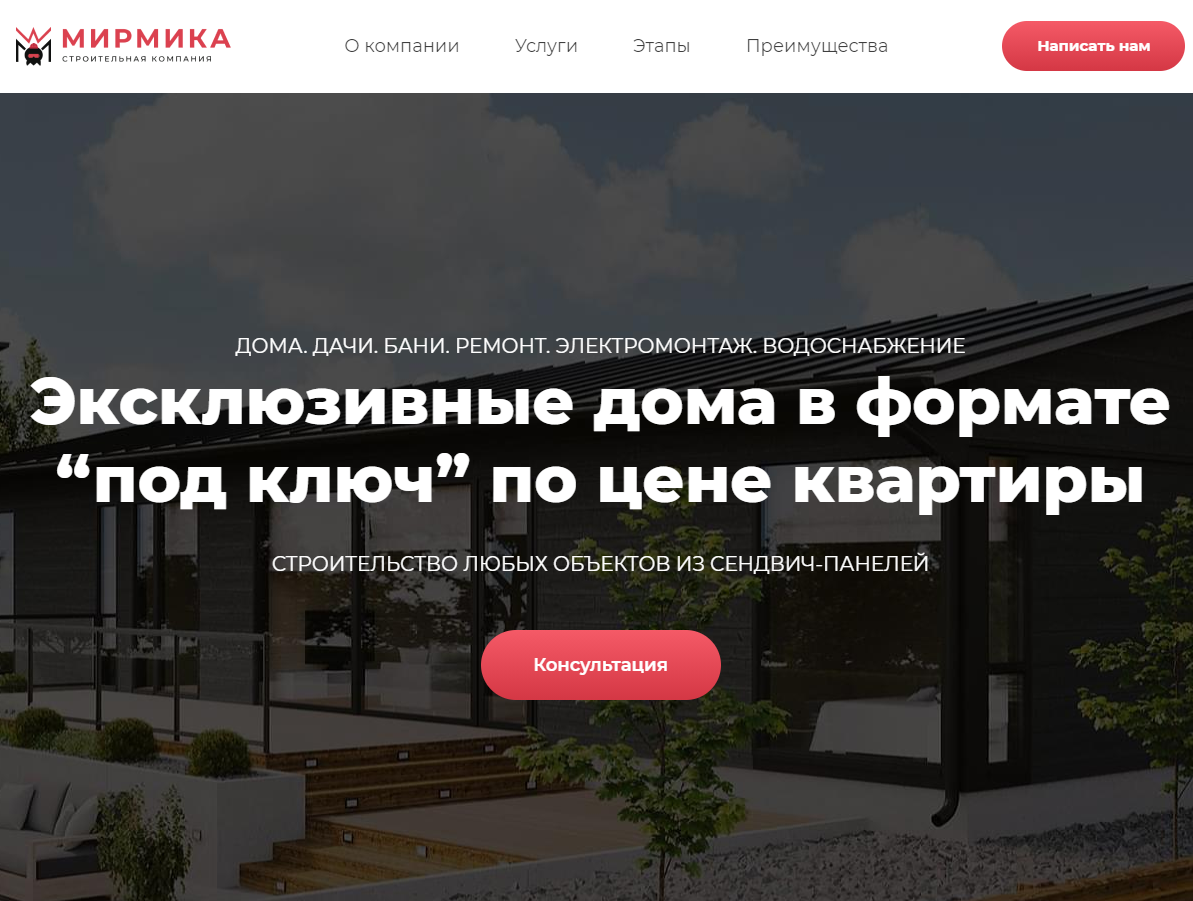 МИРМИКА
СТРОИТЕЛЬНАЯ КОМПАНИЯ
О компании
Услуги
Этапы
Преимущества
Написать нам
ДОМА. ДАЧИ. БАНИ. РЕМОНТ. ЭЛЕКТРОМОНТАЖ. ВОДОСНАБЖЕНИЕ
Эксклюзивные дома в формате
“под ключ” по цене квартиры
СТРОИТЕЛЬСТВО ЛЮБЫХ ОБЪЕКТОВ ИЗ СЕНДВИЧ-ПАНЕЛЕЙ
Консультация